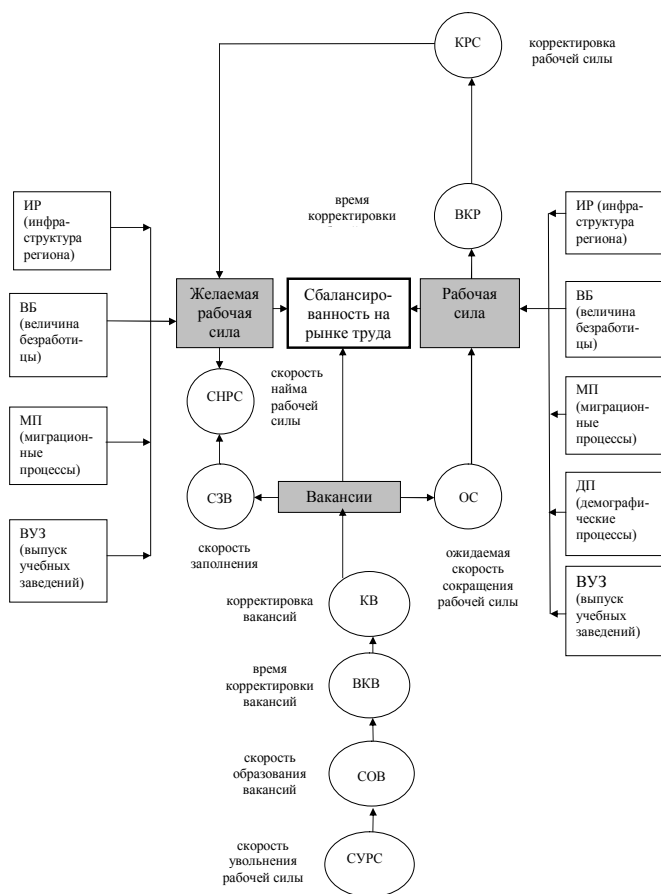 КРС
корректировка
рабочей силы
ИР
(инфра-
структура
региона)
время
корректировки
ВКР
ИР (инфра-
структура
региона)
ВБ
(величина
безработи-
цы)
Желаемая
рабочая
сила
Сбалансиро-
ванность на
рынке труда
Рабочая
сила
ВБ
(величина
безработи-
цы)
МП
(миграцион-
ные
процессы)
СНРС
скорость
найма
рабочей
силы
МП
(миграцион-
ные
процессы)
ВУЗ
(выпуск
учебных
заведений)
СЗВ
скорость
заполнения
Вакансии
ОС
ожидаемая
скорость
сокращения
рабочей силы
ДП
(демографи-
ческие
процессы)
ВУЗ
(выпуск
учебных
заведений)
корректировка
вакансий
КВ
время
корректировки
вакансий
ВКВ
скорость
образования
вакансий
СОВ
скорость
увольнения
рабочей силы
СУРС